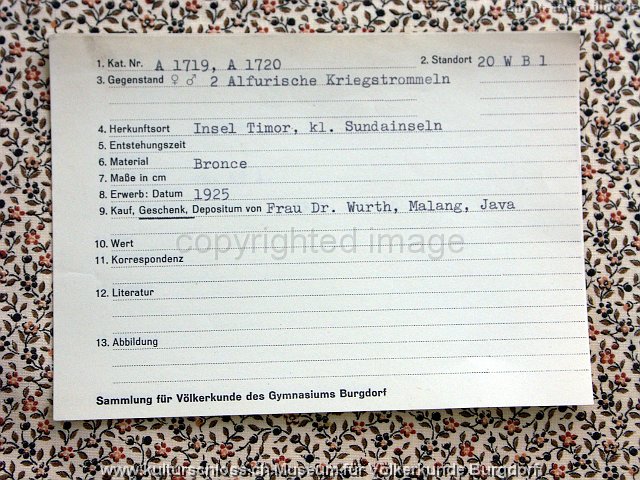 1. Kat. Nr. A 1719, A 1720 2. Standort 20 W B 1
3. Gegenstand ♀ ♂ 2 Alfurische Kriegstrommeln
4. Herkunftsort Insel Timor, kl. Sundainseln
5. Entstehungszeit
6. Material Bronce
7. Maße in cm
8. Erwerb: Datum 1925
9. Kauf, Geschenk, Depositum von Frau Dr. Wurth, Malang, Java
10. Wert
copyrighted image
11. Korrespondenz
12. Literatur
13. Abbildung
Sammlung für Völkerkunde des Gymnasiums Burgdorf
www.kulturschloss.ch Museum für Völkerkunde Burgdorf